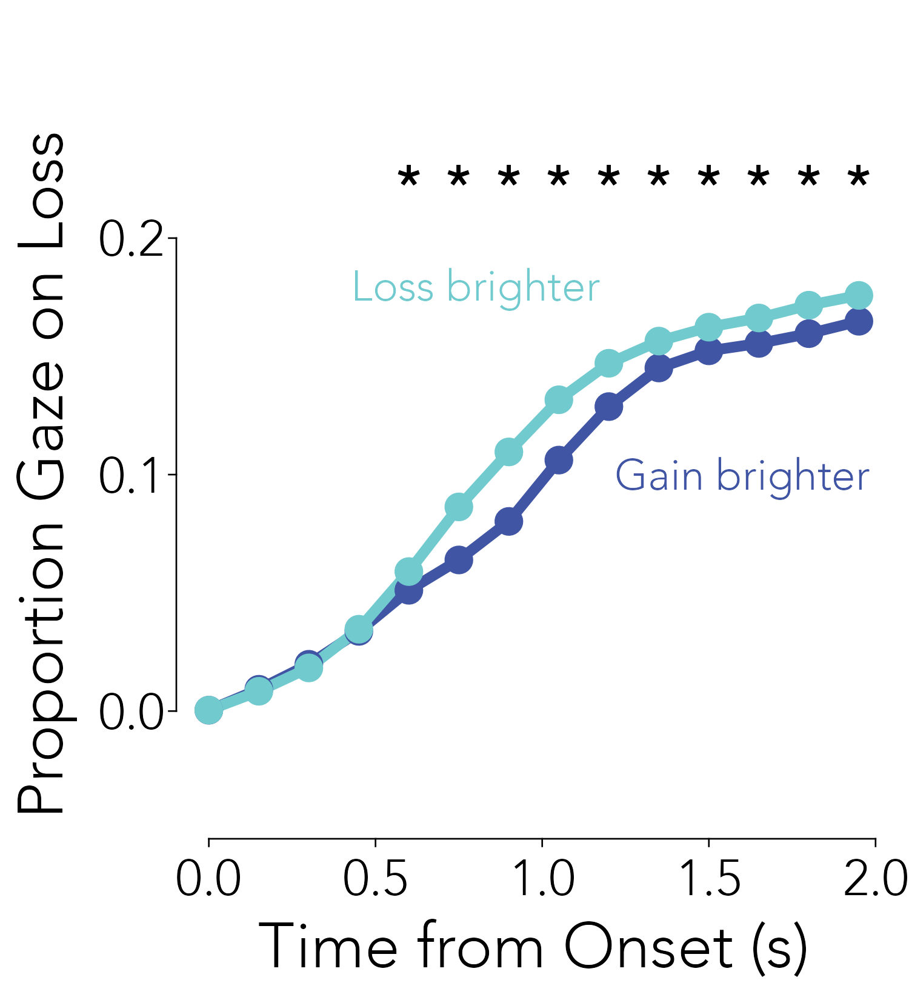 * * * * * * * * * *
Proportion Gaze on Loss
0.2
0.1
0.0
Loss brighter
Gain brighter
0.0 0.5 1.0 1.5 2.0
Time from Onset (s)